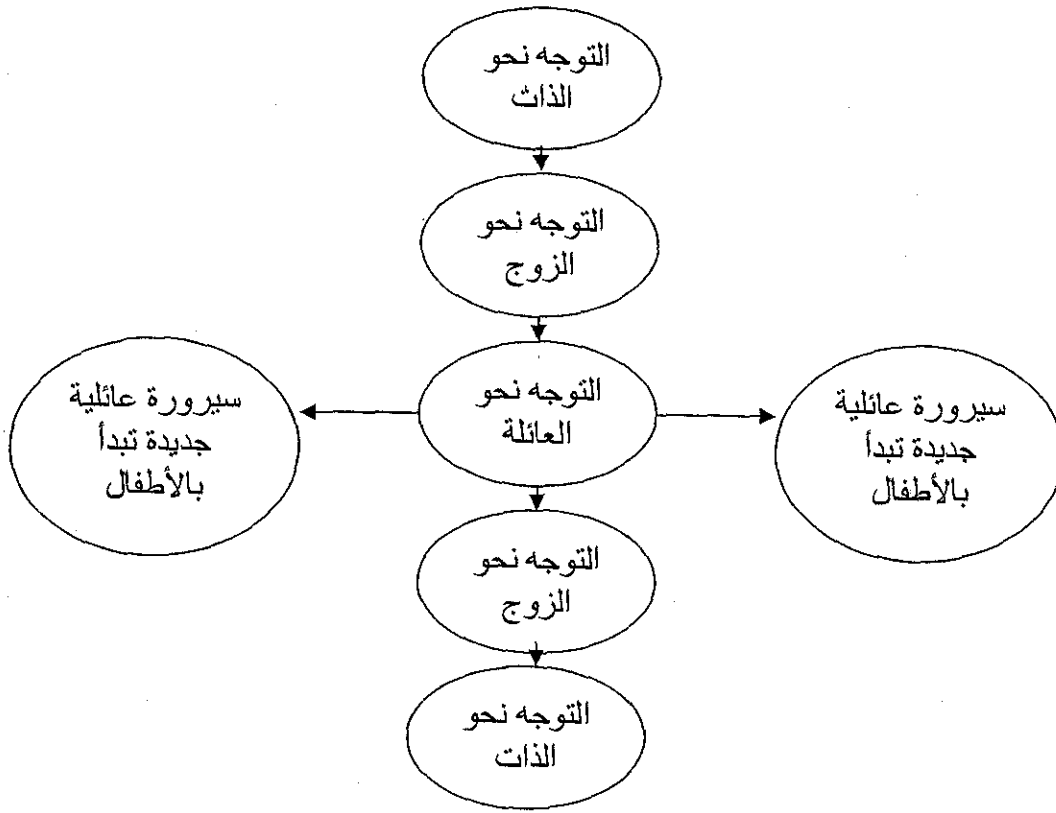 التوجه نحو
الذات
التوجه نحو
الزوج
التوجه نحو
العائلة
سيرورة عائلية
جديدة تبدأ
بالأطفال
سيرورة عائلية
جديدة تبدأ
بالأطفال
التوجه نحو
الزوج
التوجه نحو
الذات